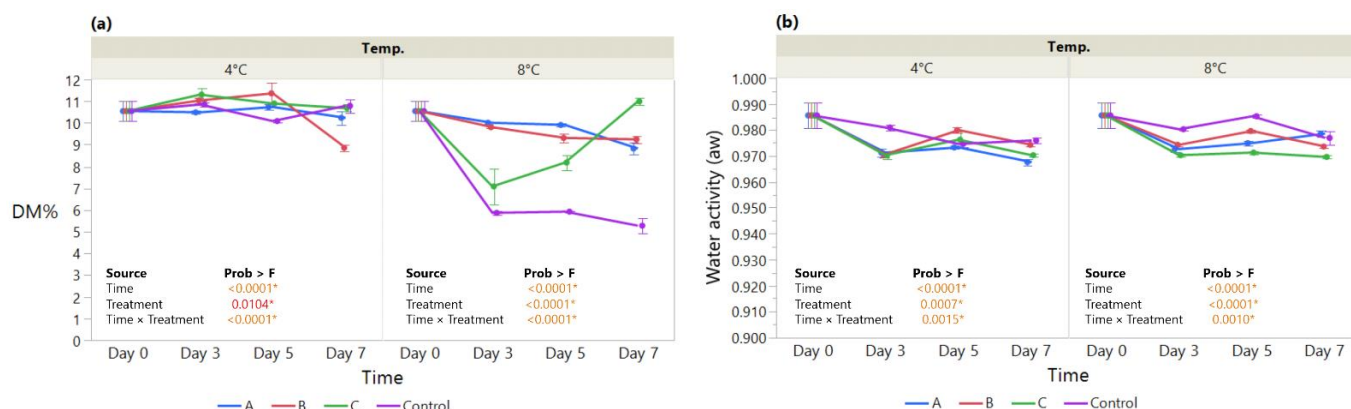 (a)
Temp.
4°C 8°C
12
11
10
9
8
7
6
5
4
3
2
1
0
DM%
Source Prob > F
Time <0.0001*
Treatment 0.0104*
Time × Treatment <0.0001*
Source Prob > F
Time <0.0001*
Treatment <0.0001*
Time × Treatment <0.0001*
Day 0 Day 3 Day 5 Day 7 Day 0 Day 3 Day 5 Day 7
Time
A B C Control
(b)
Temp.
4°C 8°C
1.000
0.990
0.980
0.970
0.960
0.950
0.940
0.930
0.920
0.910
0.900
Water activity (aw)
Source Prob > F
Time <0.0001*
Treatment 0.0007*
Time × Treatment 0.0015*
Source Prob > F
Time <0.0001*
Treatment <0.0001*
Time × Treatment 0.0010*
Day 0 Day 3 Day 5 Day 7 Day 0 Day 3 Day 5 Day 7
Time
A B C Control